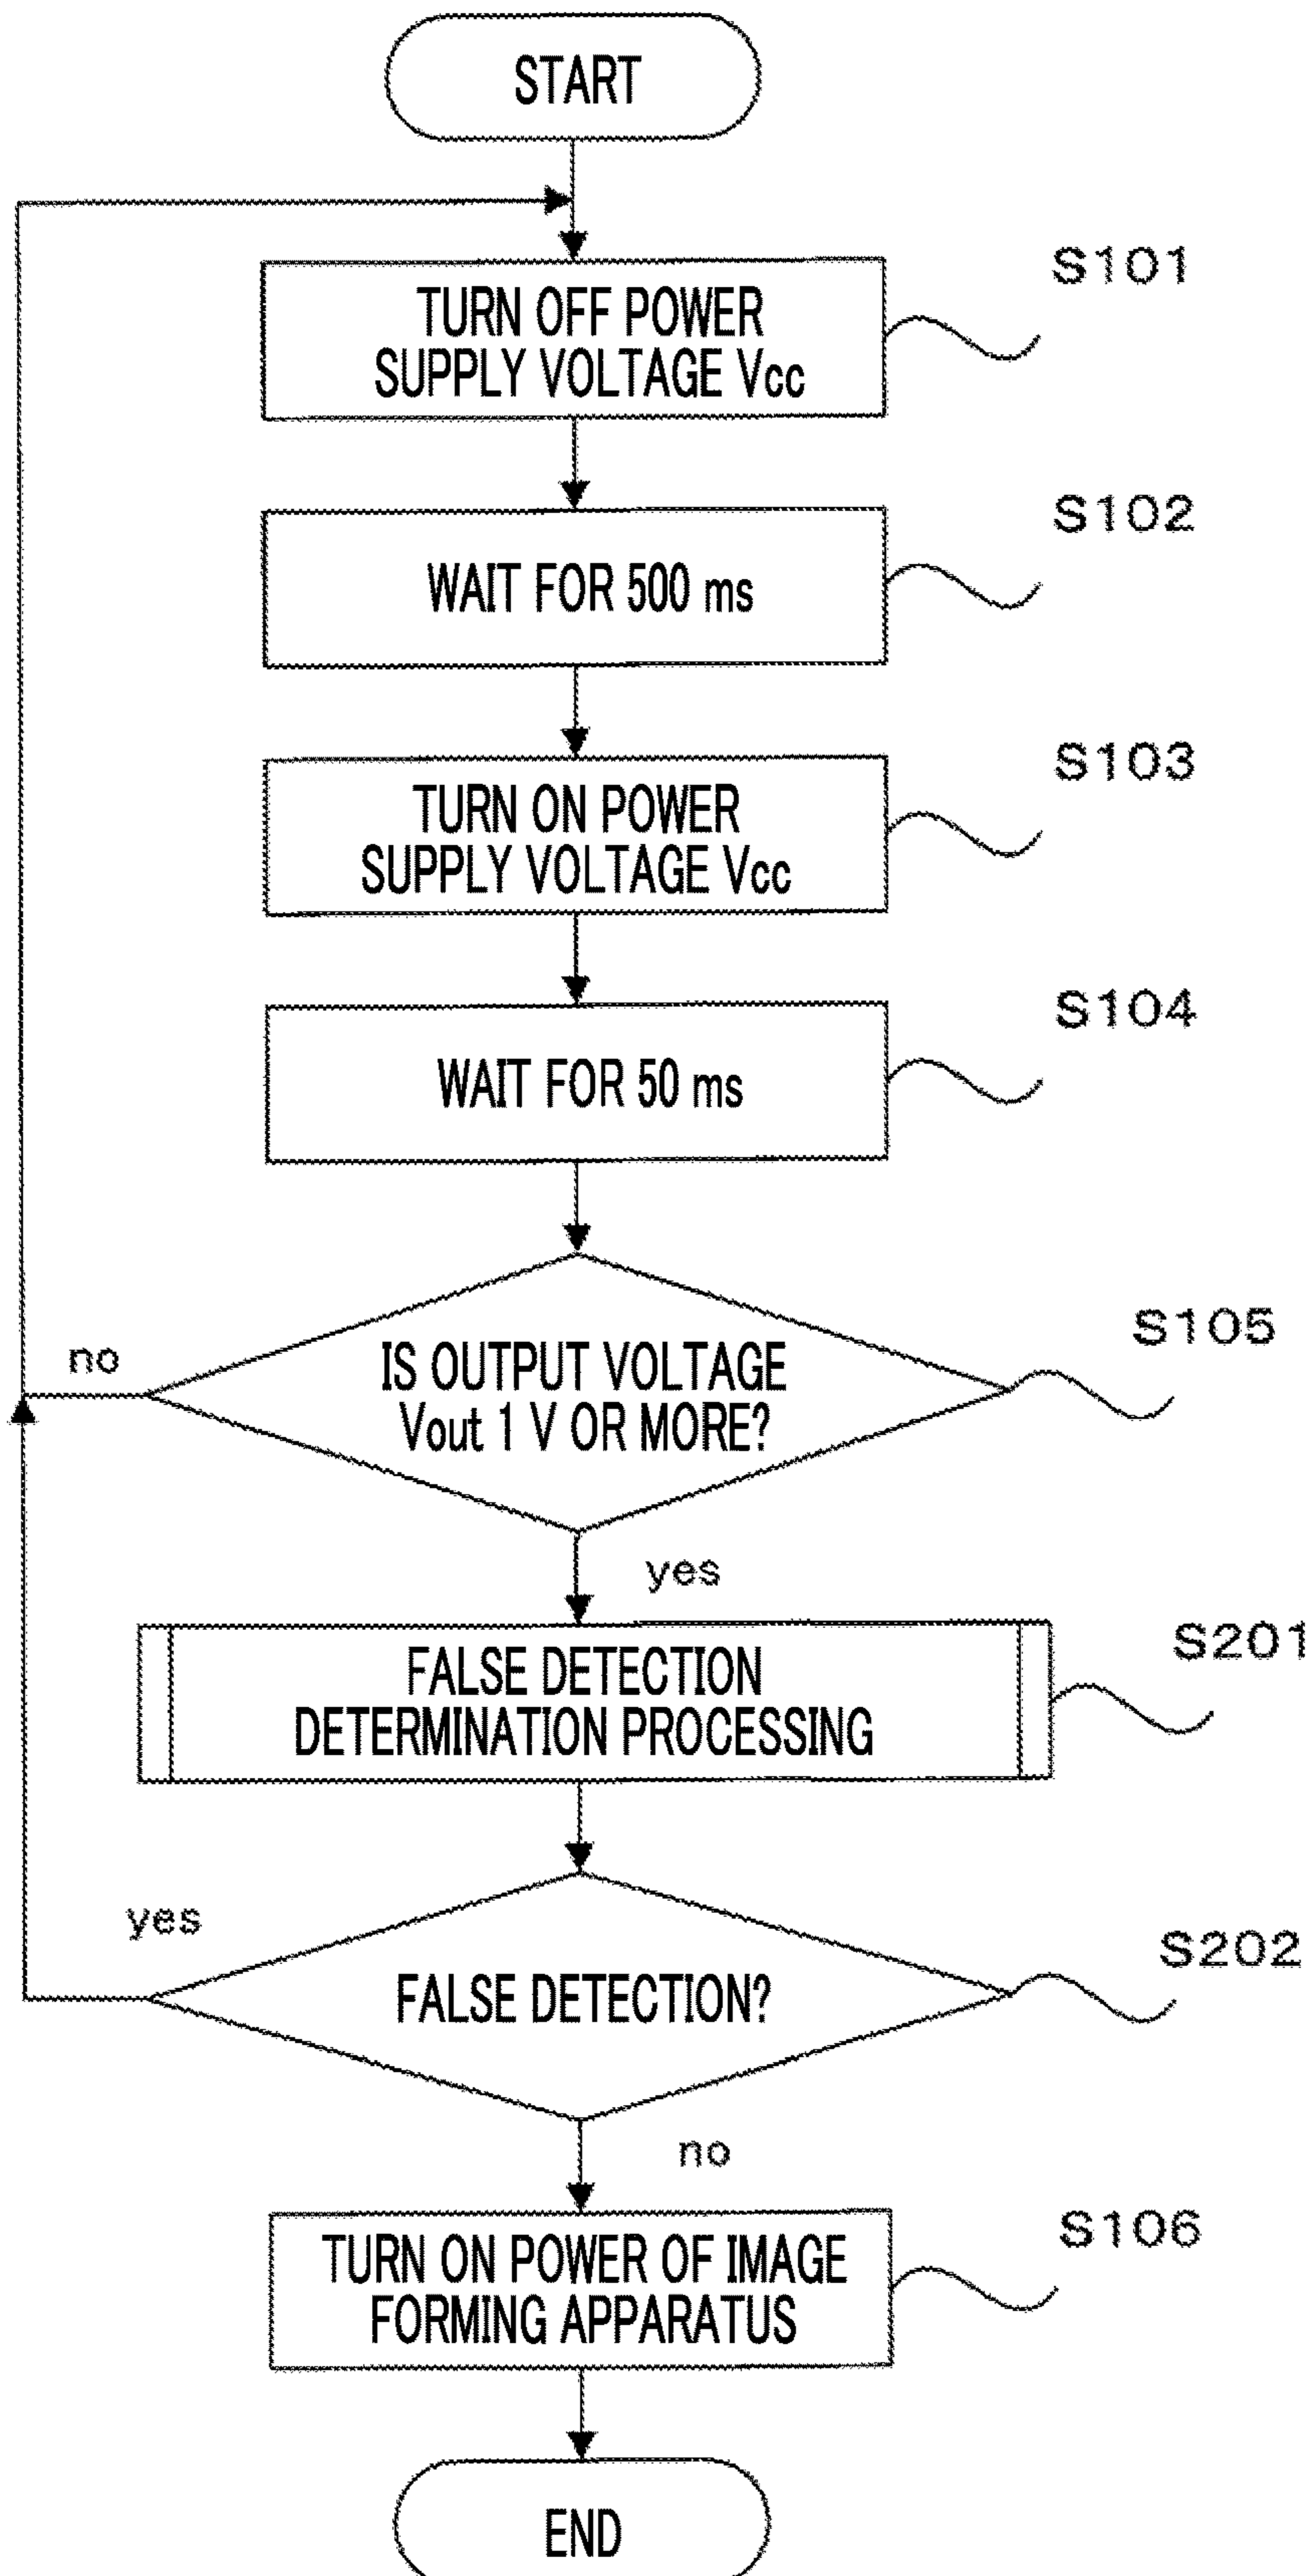 START
S101
TURN OFF POWER
SUPPLY VOLTAGE Vcc
S102
WAIT FOR 500 ms
S103
TURN ON POWER
SUPPLY VOLTAGE Vcc
S104
WAIT FOR 50 ms
S105
no
IS OUTPUT VOLTAGE
Vout 1 V OR MORE?
yes
S201
FALSE DETECTION
DETERMINATION PROCESSING
yes
S202
FALSE DETECTION?
no
S106
TURN ON POWER OF IMAGE
FORMING APPARATUS
END